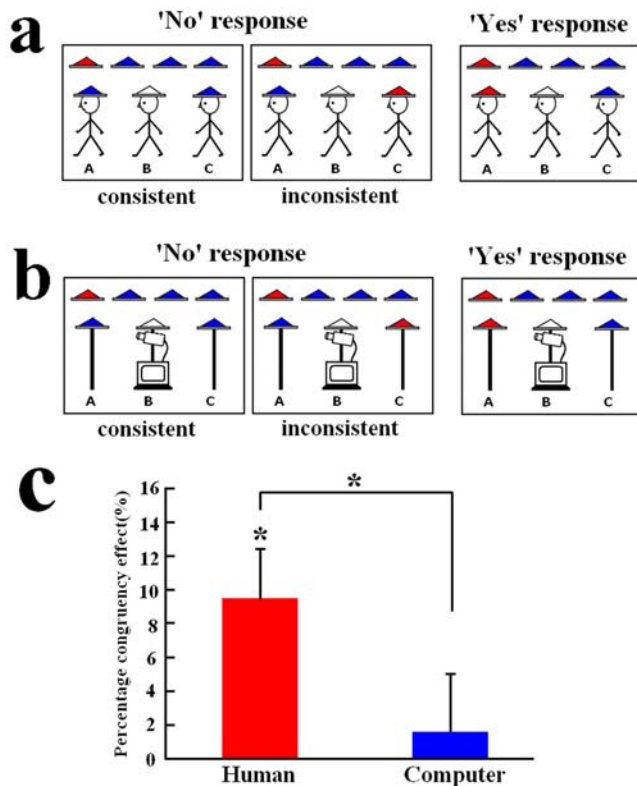 a
'No' response 'Yes' response
A B C A B C A B C
consistent inconsistent
b
'No' response 'Yes' response
A B C A B C A B C
consistent inconsistent
c
Percentage congruency effect(%)
16
14
12
10
8
6
4
2
0
*
*
Human Computer